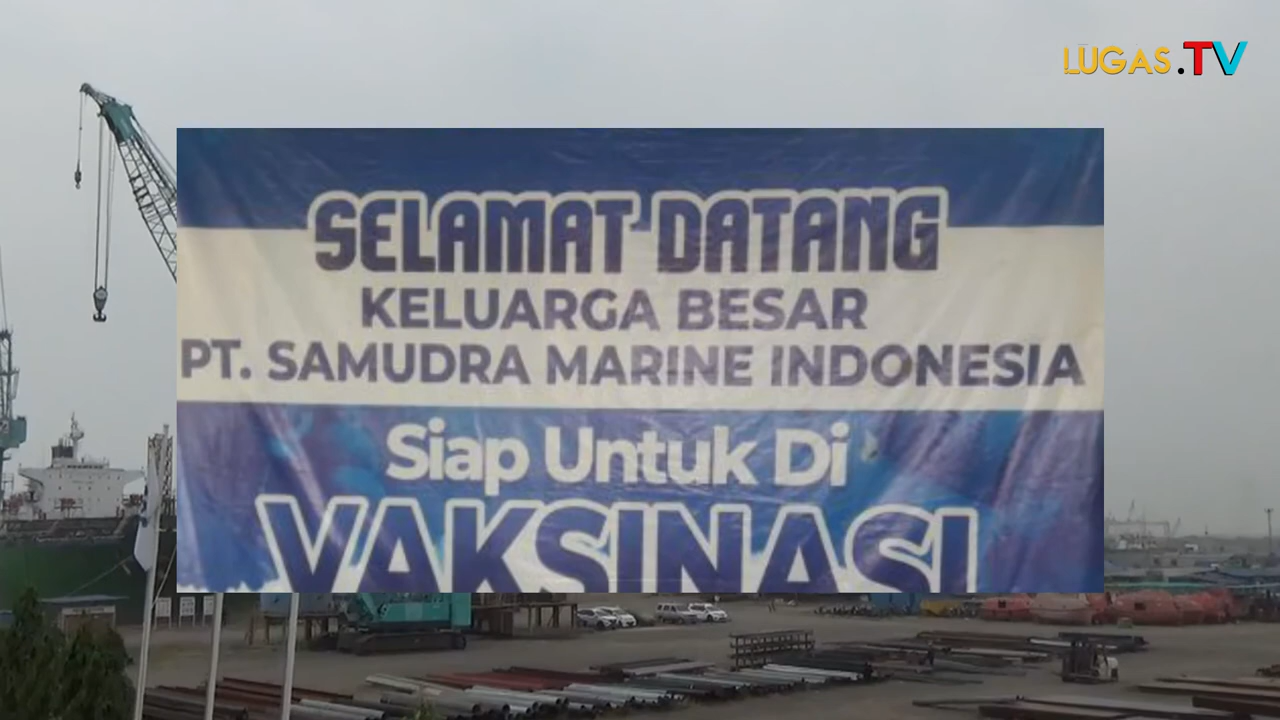 LUGAS.TV
SELAMAT DATANG
KELUARGA BESAR
PT. SAMUDRA MARINE INDONESIA
Siap Untuk Di
VAKSINASI